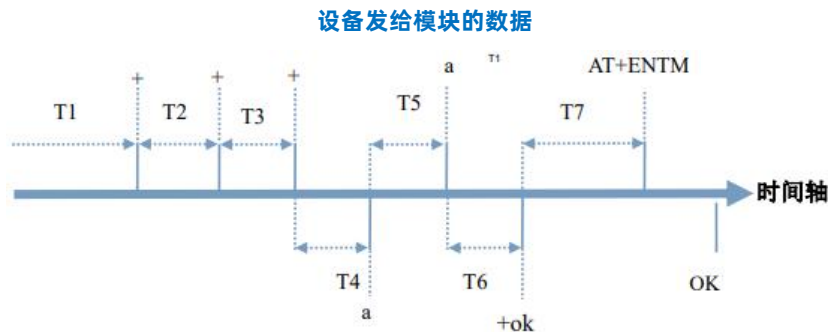 设备发给模块的数据
a T1 AT+ENTM
+ + +
T1 T2 T3 T5 T7
时间轴
T4 T6 OK
a +ok